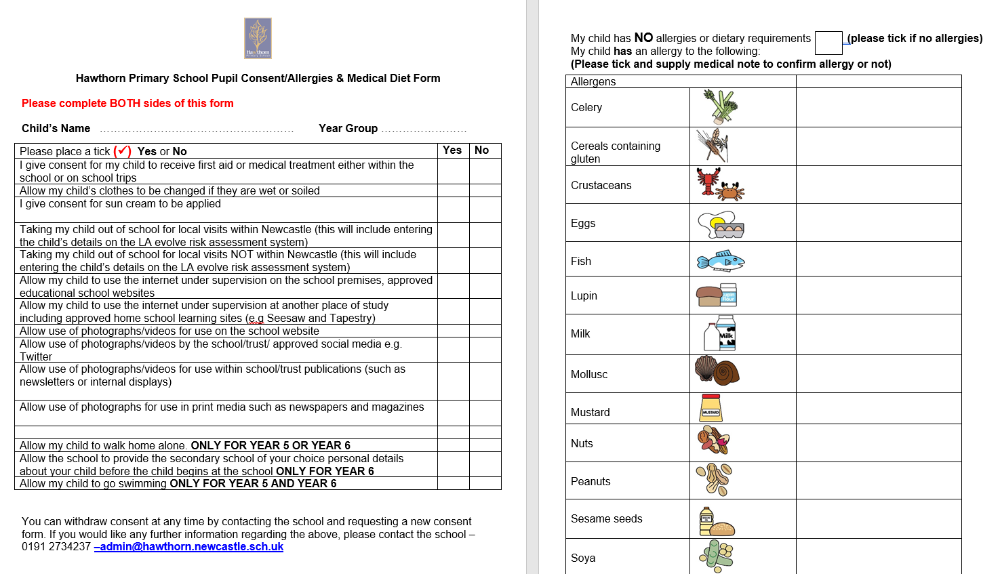 Hawthorn
Primary School
Hawthorn Primary School Pupil Consent/Allergies & Medical Diet Form
Please complete BOTH sides of this form
Child's Name ……………………………………………… Year Group ……………………
Please place a tick (✓) Yes or No
Yes No
I give consent for my child to receive first aid or medical treatment either within the
school or on school trips
Allow my child's clothes to be changed if they are wet or soiled
I give consent for sun cream to be applied
Taking my child out of school for local visits within Newcastle (this will include entering
the child's details on the LA evolve risk assessment system)
Taking my child out of school for local visits NOT within Newcastle (this will include
entering the child's details on the LA evolve risk assessment system)
Allow my child to use the internet under supervision on the school premises, approved
educational school websites
Allow my child to use the internet under supervision at another place of study
including approved home school learning sites (e.g Seesaw and Tapestry)
Allow use of photographs/videos for use on the school website
Allow use of photographs/videos by the school/trust/ approved social media e.g.
Twitter
Allow use of photographs/videos for use within school/trust publications (such as
newsletters or internal displays)
Allow use of photographs for use in print media such as newspapers and magazines
Allow my child to walk home alone. ONLY FOR YEAR 5 OR YEAR 6
Allow the school to provide the secondary school of your choice personal details
about your child before the child begins at the school ONLY FOR YEAR 6
Allow my child to go swimming ONLY FOR YEAR 5 AND YEAR 6
You can withdraw consent at any time by contacting the school and requesting a new consent
form. If you would like any further information regarding the above, please contact the school –
0191 2734237 –admin@hawthorn.newcastle.sch.uk
My child has NO allergies or dietary requirements (please tick if no allergies)
My child has an allergy to the following:
(Please tick and supply medical note to confirm allergy or not)
Allergens
Celery
Cereals containing
gluten
Crustaceans
Eggs
Fish
Lupin
Lupin
Flour
Milk
Milk
Mollusc
Mustard
MUSTARD
Nuts
Peanuts
Sesame seeds
SESAME
OIL
Soya